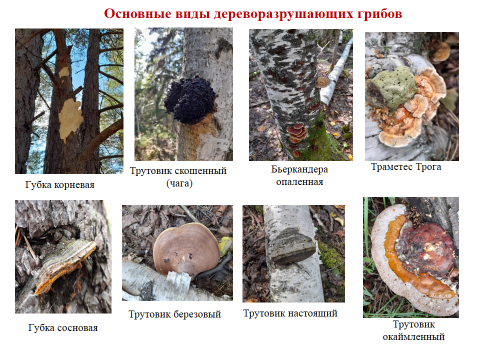 Основные виды дереворазрушающих грибов
Губка корневая
Трутовик скошенный
(чага)
Бьеркандера
опаленная
Траметес Трога
Губка сосновая
Трутовик березовый
Трутовик настоящий
Трутовик
окаймленный